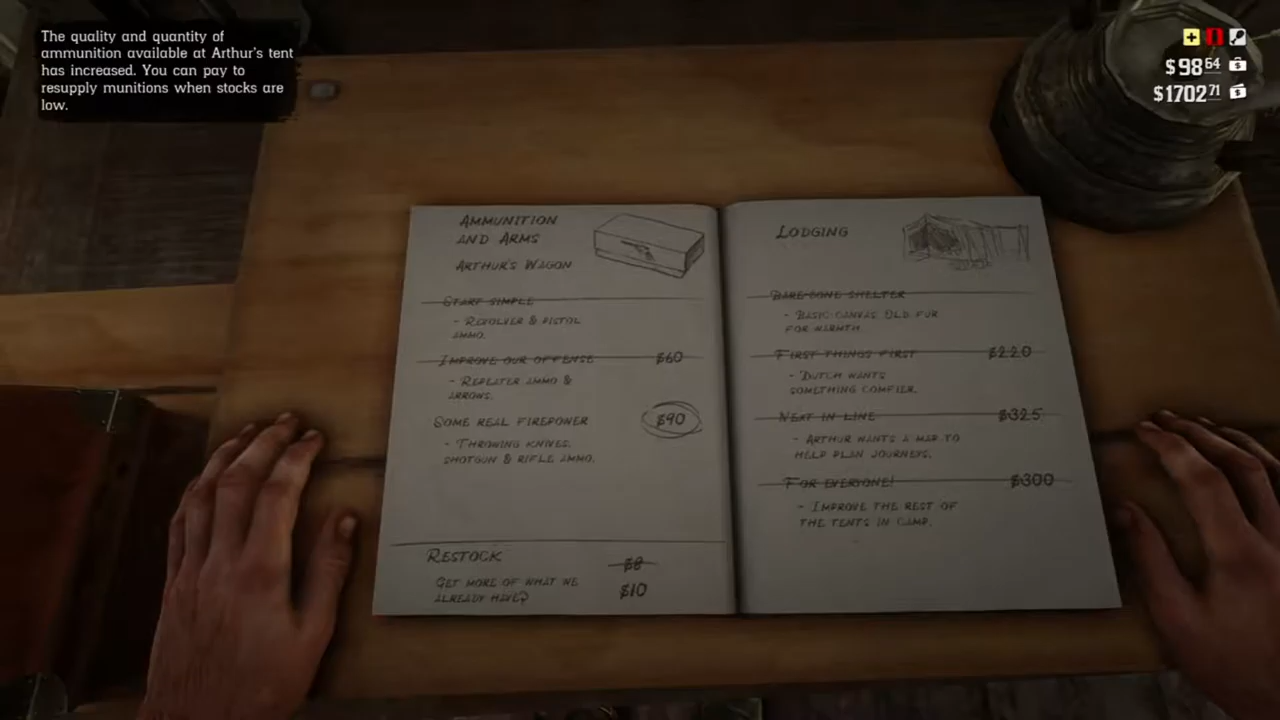 The quality and quantity of
ammunition available at Arthur's tent
has increased. You can pay to
resupply munitions when stocks are
low.
$98 64
$1702 71
Ammunition
and Arms
Arthur's Wagon
Start simple
- Revolver & pistol
ammo.
Improve our offense $60
- Repeater ammo &
arrows.
Some real firepower $90
- Throwing knives,
shotgun & rifle ammo.
Restock $8
Get more of what we
already have? $10
Lodging
Bare-bone shelter
- Basic canvas. Old fur
for warmth.
First things first $220
- Dutch wants
something comfier.
Next in line $325
- Arthur wants a map to
help plan journeys.
For everyone! $300
- Improve the rest of
the tents in camp.